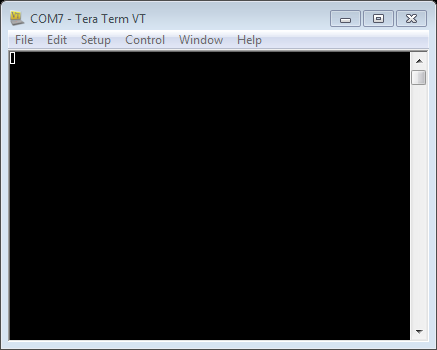 COM7 - Tera Term VT
File Edit Setup Control Window Help